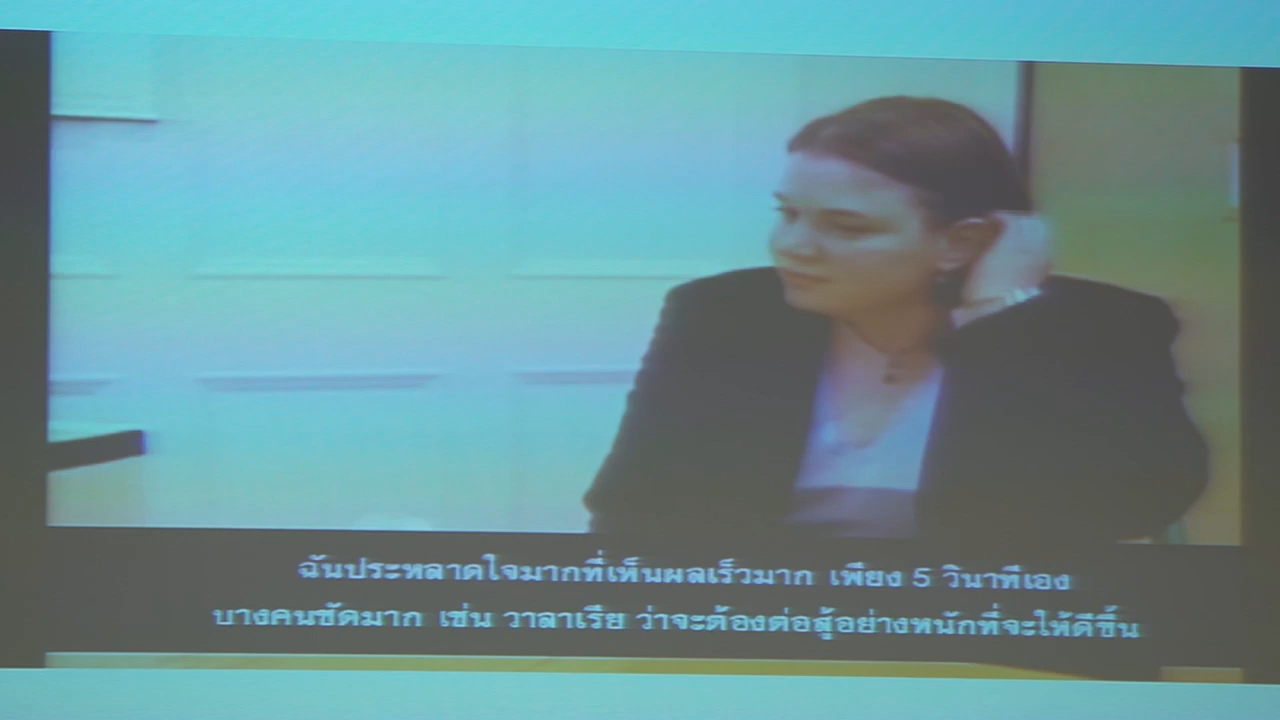 ฉันประหลาดใจมากที่เห็นผลเร็วมาก เพียง 5 วินาทีเอง
บางคนชัดมาก เช่น วาลาเรีย ว่าจะต้องต่อสู้อย่างหนักที่จะให้ดีขึ้น